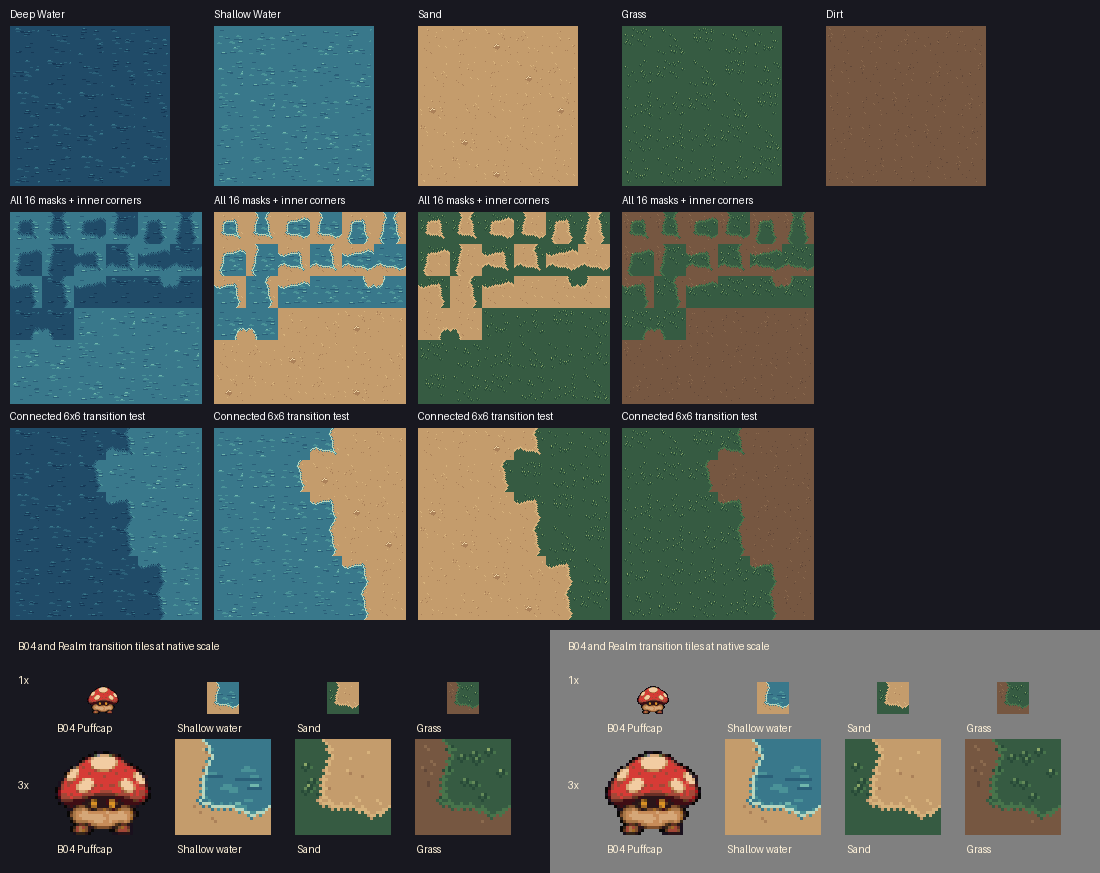 Deep Water
Shallow Water
Sand
Grass
Dirt
All 16 masks + inner corners
All 16 masks + inner corners
All 16 masks + inner corners
All 16 masks + inner corners
Connected 6x6 transition test
Connected 6x6 transition test
Connected 6x6 transition test
Connected 6x6 transition test
B04 and Realm transition tiles at native scale
1x
B04 Puffcap
Shallow water
Sand
Grass
3x
B04 Puffcap
Shallow water
Sand
Grass
B04 and Realm transition tiles at native scale
1x
B04 Puffcap
Shallow water
Sand
Grass
3x
B04 Puffcap
Shallow water
Sand
Grass